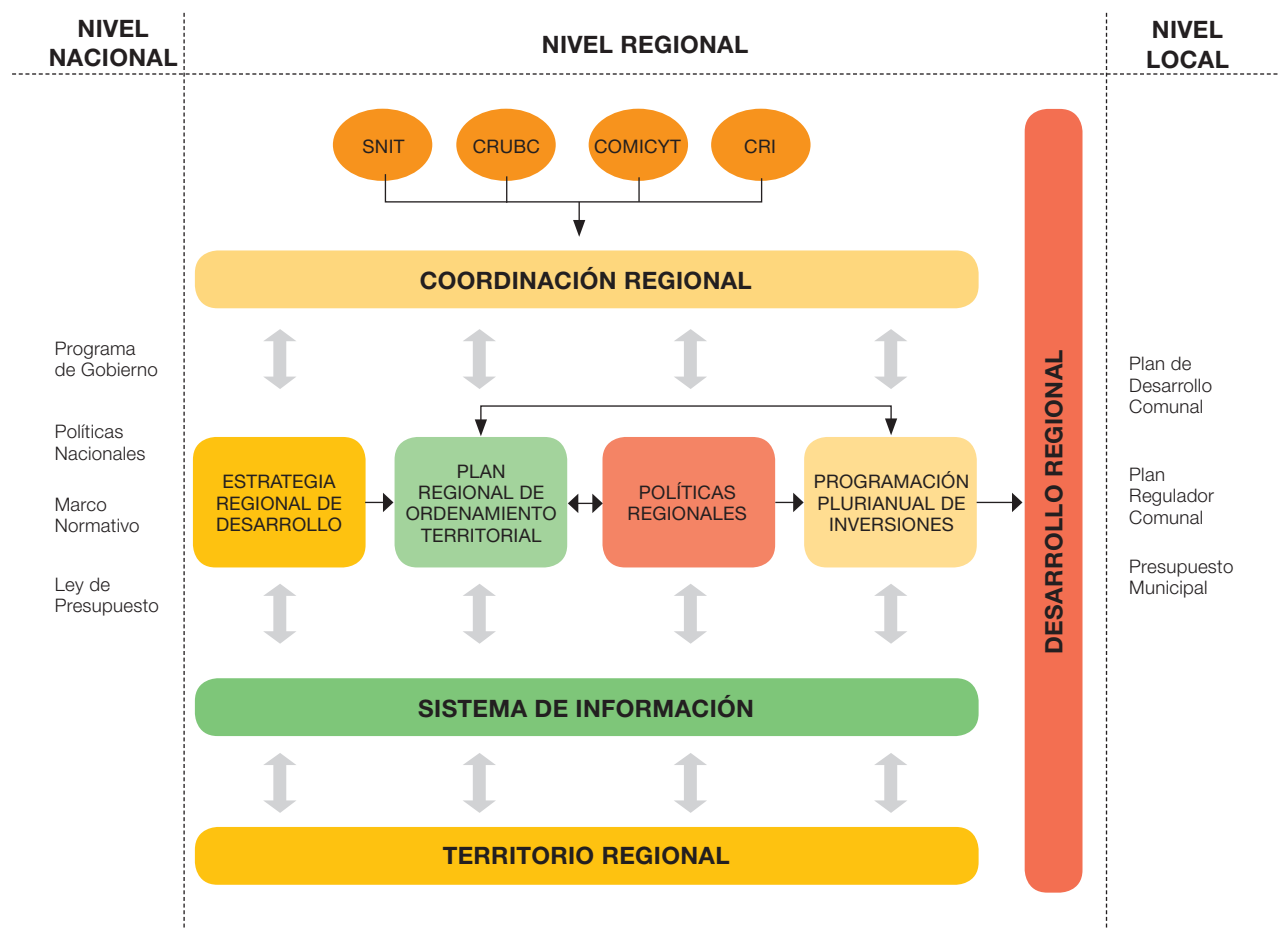 NIVEL
NACIONAL
NIVEL REGIONAL
NIVEL
LOCAL
SNIT
CRUBC
COMICYT
CRI
COORDINACIÓN REGIONAL
Programa
de Gobierno
Políticas
Nacionales
Marco
Normativo
Ley de
Presupuesto
ESTRATEGIA
REGIONAL DE
DESARROLLO
PLAN
REGIONAL DE
ORDENAMIENTO
TERRITORIAL
POLÍTICAS
REGIONALES
PROGRAMACIÓN
PLURIANUAL DE
INVERSIONES
DESARROLLO REGIONAL
Plan de
Desarrollo
Comunal
Plan
Regulador
Comunal
Presupuesto
Municipal
SISTEMA DE INFORMACIÓN
TERRITORIO REGIONAL